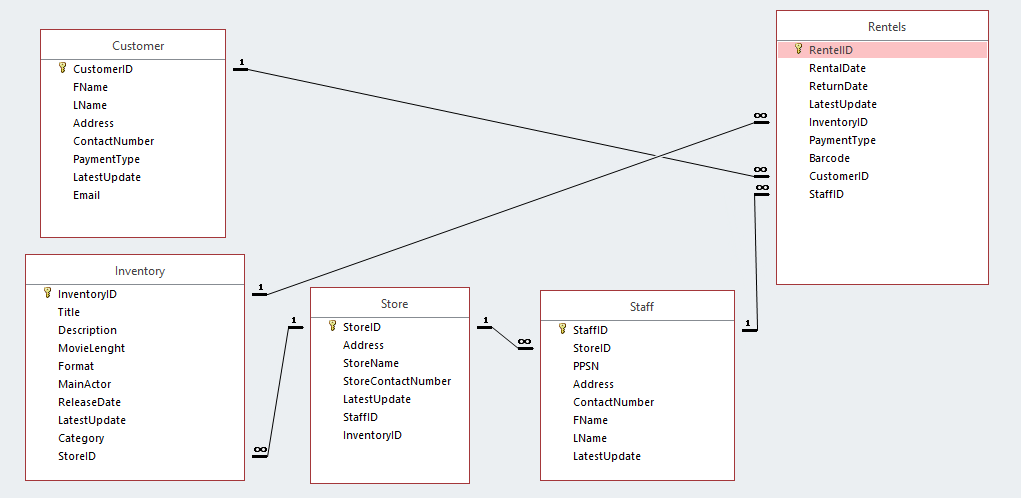 Customer
CustomerID
FName
LName
Address
ContactNumber
PaymentType
LatestUpdate
Email
1
Rentels
RentelID
RentalDate
ReturnDate
LatestUpdate
InventoryID
PaymentType
Barcode
CustomerID
StaffID
∞
∞
∞
Inventory
InventoryID
Title
Description
MovieLenght
Format
MainActor
ReleaseDate
LatestUpdate
Category
StoreID
1
∞
Store
StoreID
Address
StoreName
StoreContactNumber
LatestUpdate
StaffID
InventoryID
1
1
∞
Staff
StaffID
StoreID
PPSN
Address
ContactNumber
FName
LName
LatestUpdate
1